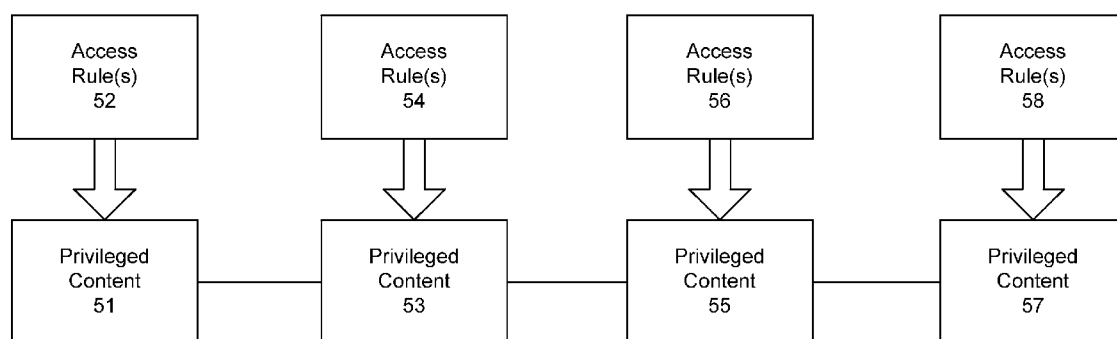 Access
Rule(s)
52
Access
Rule(s)
54
Access
Rule(s)
56
Access
Rule(s)
58
Privileged
Content
51
Privileged
Content
53
Privileged
Content
55
Privileged
Content
57